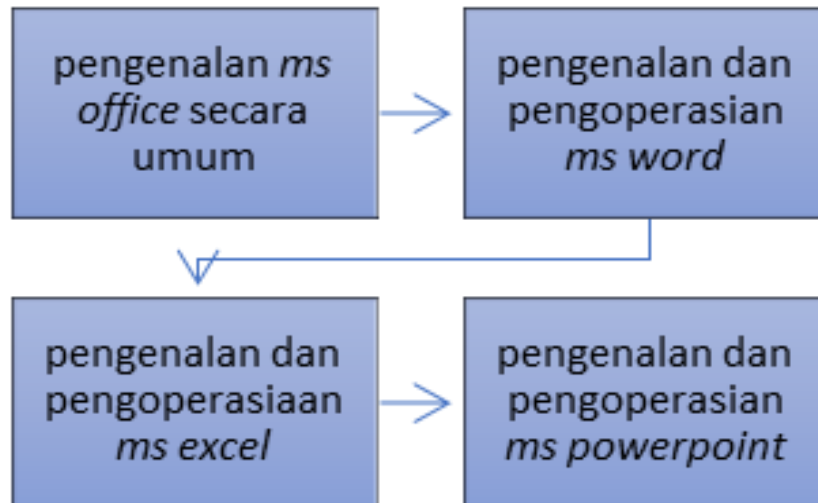 pengenalan ms
office secara
umum
pengenalan dan
pengoperasian
ms word
pengenalan dan
pengoperasiaan
ms excel
pengenalan dan
pengoperasian
ms powerpoint